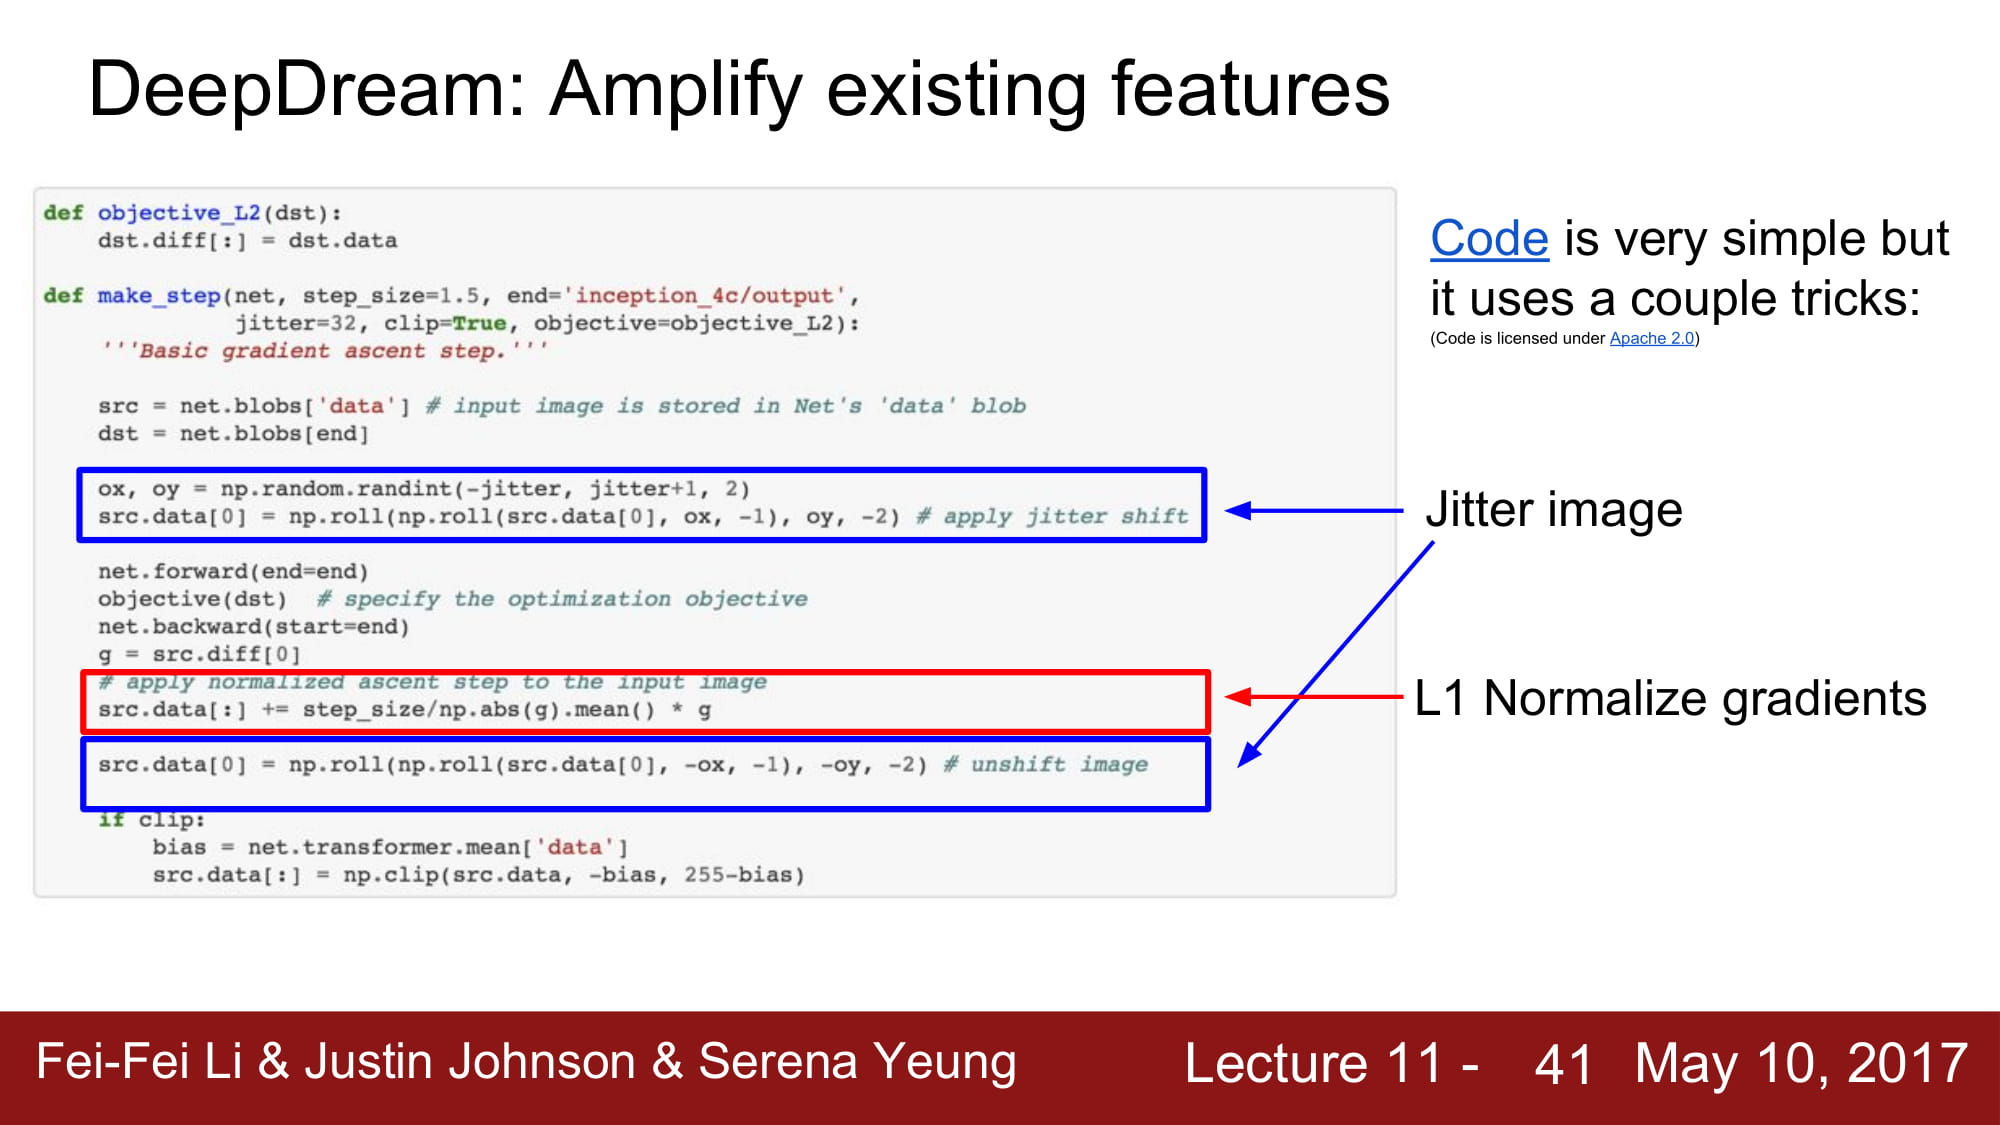 DeepDream: Amplify existing features
def objective_L2(dst):
    dst.diff[:] = dst.data
def make_step(net, step_size=1.5, end='inception_4c/output',
              jitter=32, clip=True, objective=objective_L2):
    '''Basic gradient ascent step.'''
    src = net.blobs['data'] # input image is stored in Net's 'data' blob
    dst = net.blobs[end]
    ox, oy = np.random.randint(-jitter, jitter+1, 2)
    src.data[0] = np.roll(np.roll(src.data[0], ox, -1), oy, -2) # apply jitter shift
    net.forward(end=end)
    objective(dst)  # specify the optimization objective
    net.backward(start=end)
    g = src.diff[0]
    # apply normalized ascent step to the input image
    src.data[:] += step_size/np.abs(g).mean() * g
    src.data[0] = np.roll(np.roll(src.data[0], -ox, -1), -oy, -2) # unshift image
    if clip:
        bias = net.transformer.mean['data']
        src.data[:] = np.clip(src.data, -bias, 255-bias)
Code is very simple but
it uses a couple tricks:
(Code is licensed under Apache 2.0)
Jitter image
L1 Normalize gradients
Fei-Fei Li & Justin Johnson & Serena Yeung
Lecture 11 - 41 May 10, 2017